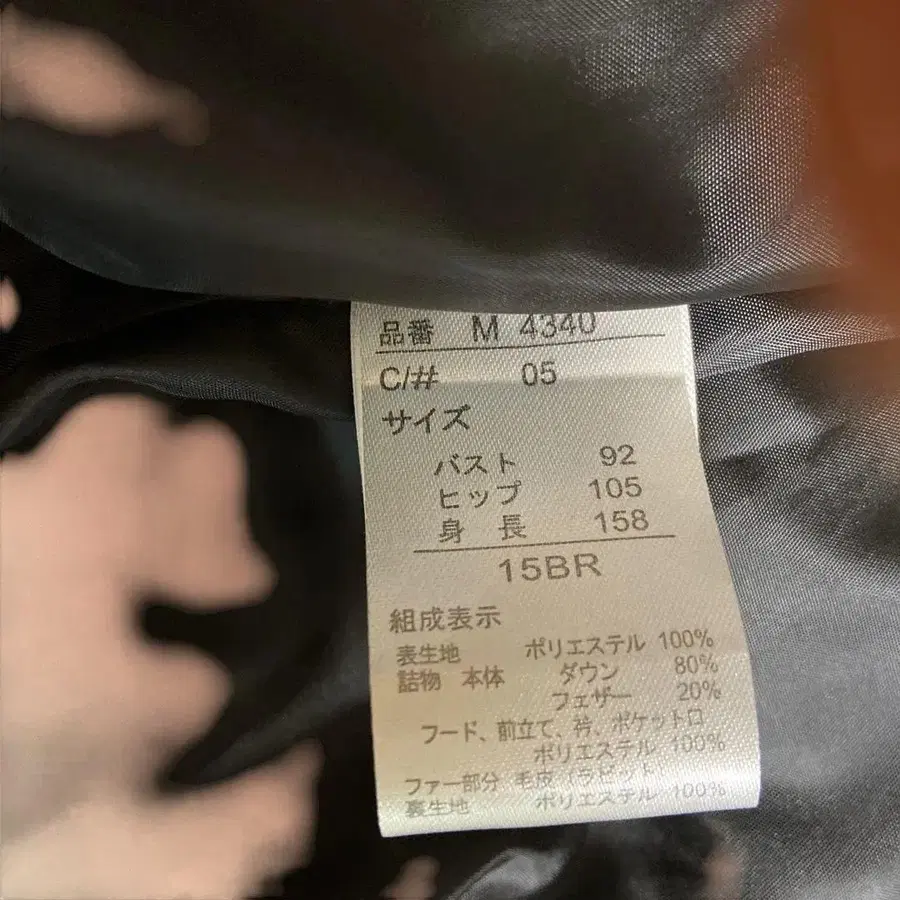 品番 M 4340
C/# 05
サイズ
バスト 92
ヒップ 105
身 長 158
15BR
組成表示
表生地 ポリエステル 100%
詰物 本体 ダウン 80%
フェザー 20%
フード、前立て、衿、ポケット口
ポリエステル 100%
ファー部分 毛皮(ラビット)
裏生地 ポリエステル 100%